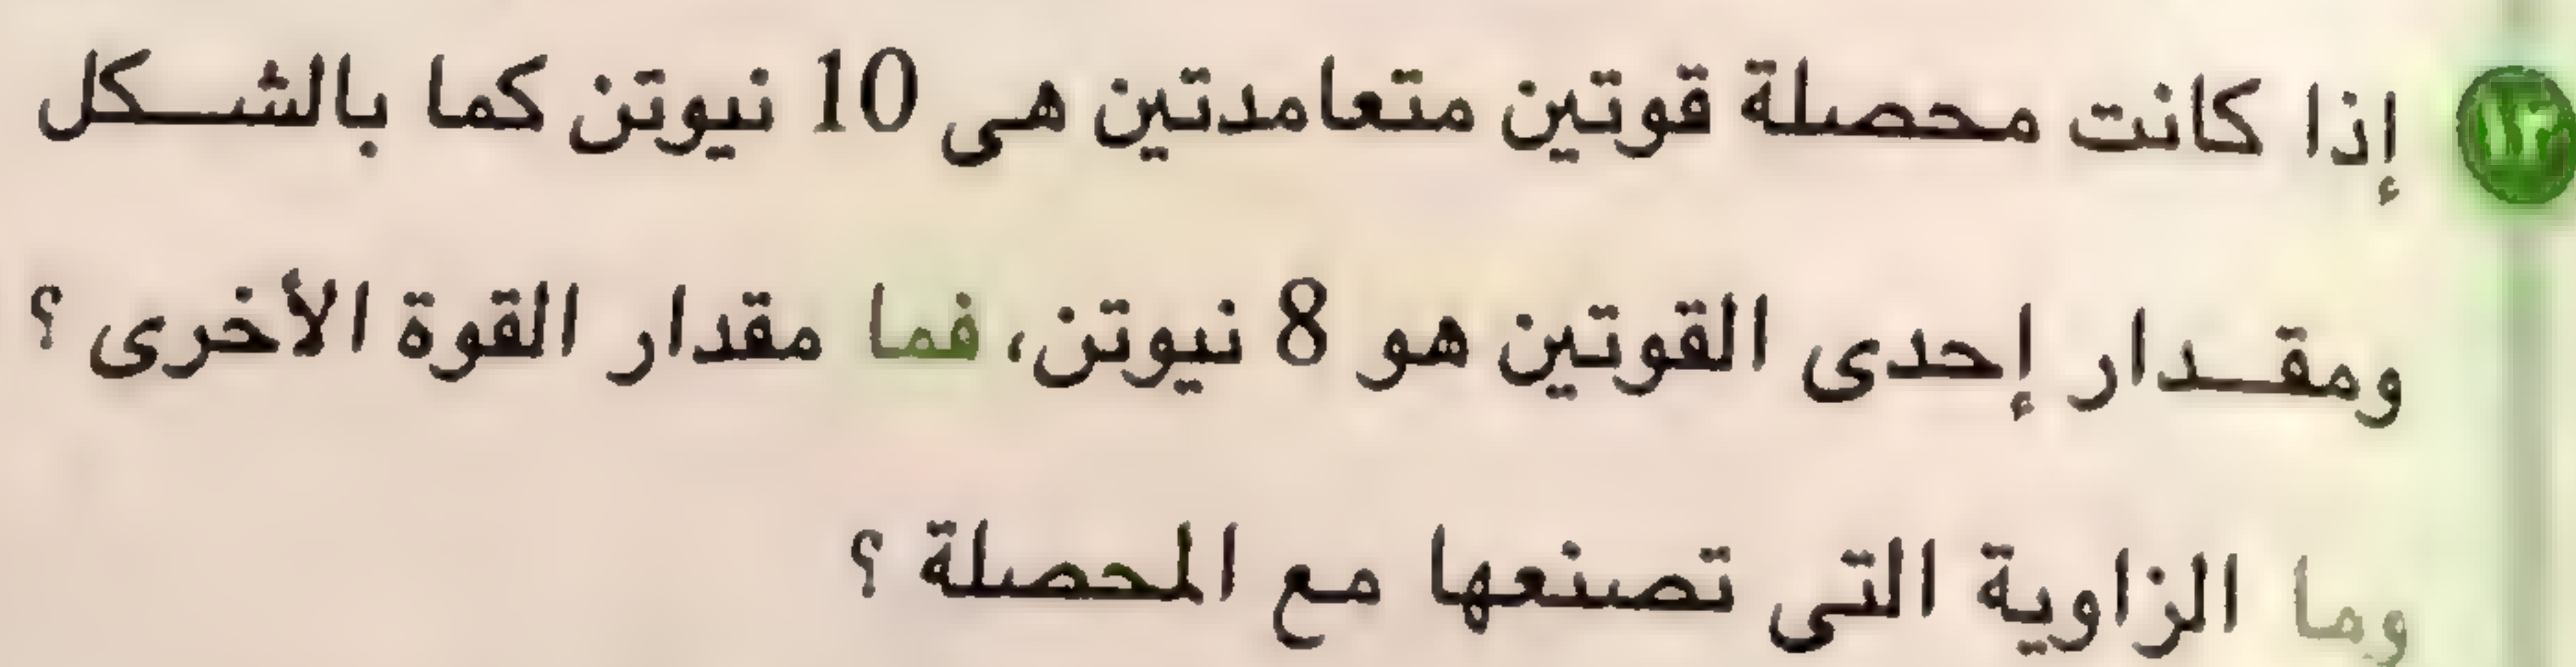 ١٢ إذا كانت محصلة قوتين متعامدتين هى 10 نيوتن كما بالشكل
ومقدار إحدى القوتين هو 8 نيوتن، فما مقدار القوة الأخرى ؟
وما الزاوية التى تصنعها مع المحصلة ؟